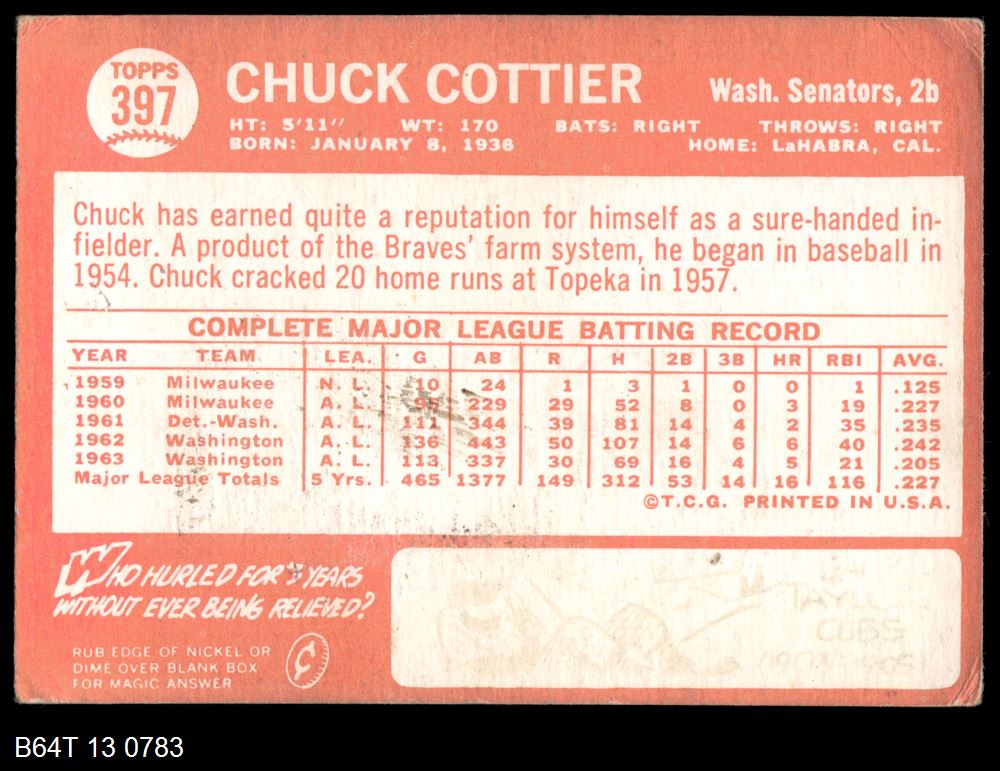 TOPPS
397
CHUCK COTTIER
Wash. Senators, 2b
HT: 5'11" WT: 170 BATS: RIGHT THROWS: RIGHT
BORN: JANUARY 8, 1936 HOME: LaHABRA, CAL.
Chuck has earned quite a reputation for himself as a sure-handed in-
fielder. A product of the Braves' farm system, he began in baseball in
1954. Chuck cracked 20 home runs at Topeka in 1957.
COMPLETE MAJOR LEAGUE BATTING RECORD
YEAR TEAM LEA. G AB R H 2B 3B HR RBI AVG.
1959 Milwaukee N. L. 10 24 1 3 1 0 0 1 .125
1960 Milwaukee A. L. 229 29 52 8 0 3 19 .227
1961 Det.-Wash. A. L. 111 344 39 81 14 4 2 35 .235
1962 Washington A. L. 136 443 50 107 14 6 6 40 .242
1963 Washington A. L. 113 337 30 69 16 4 5 21 .205
Major League Totals 5 Yrs. 465 1377 149 312 53 14 16 116 .227
©T.C.G. PRINTED IN U.S.A.
WHO HURLED FOR YEARS
WITHOUT EVER BEING RELIEVED?
RUB EDGE OF NICKEL OR
DIME OVER BLANK BOX
FOR MAGIC ANSWER
¢
CUBS
B64T 13 0783